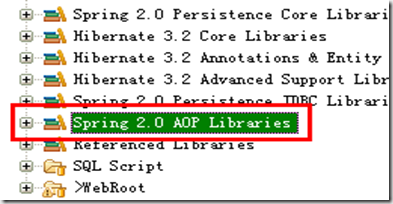 Spring 2.0 Persistence Core Librari
Hibernate 3.2 Core Libraries
Hibernate 3.2 Annotations & Entity
Hibernate 3.2 Advanced Support Lib
Spring 2.0 Persistence JDBC Librari
Spring 2.0 AOP Libraries
Referenced Libraries
SQL Script
>WebRoot